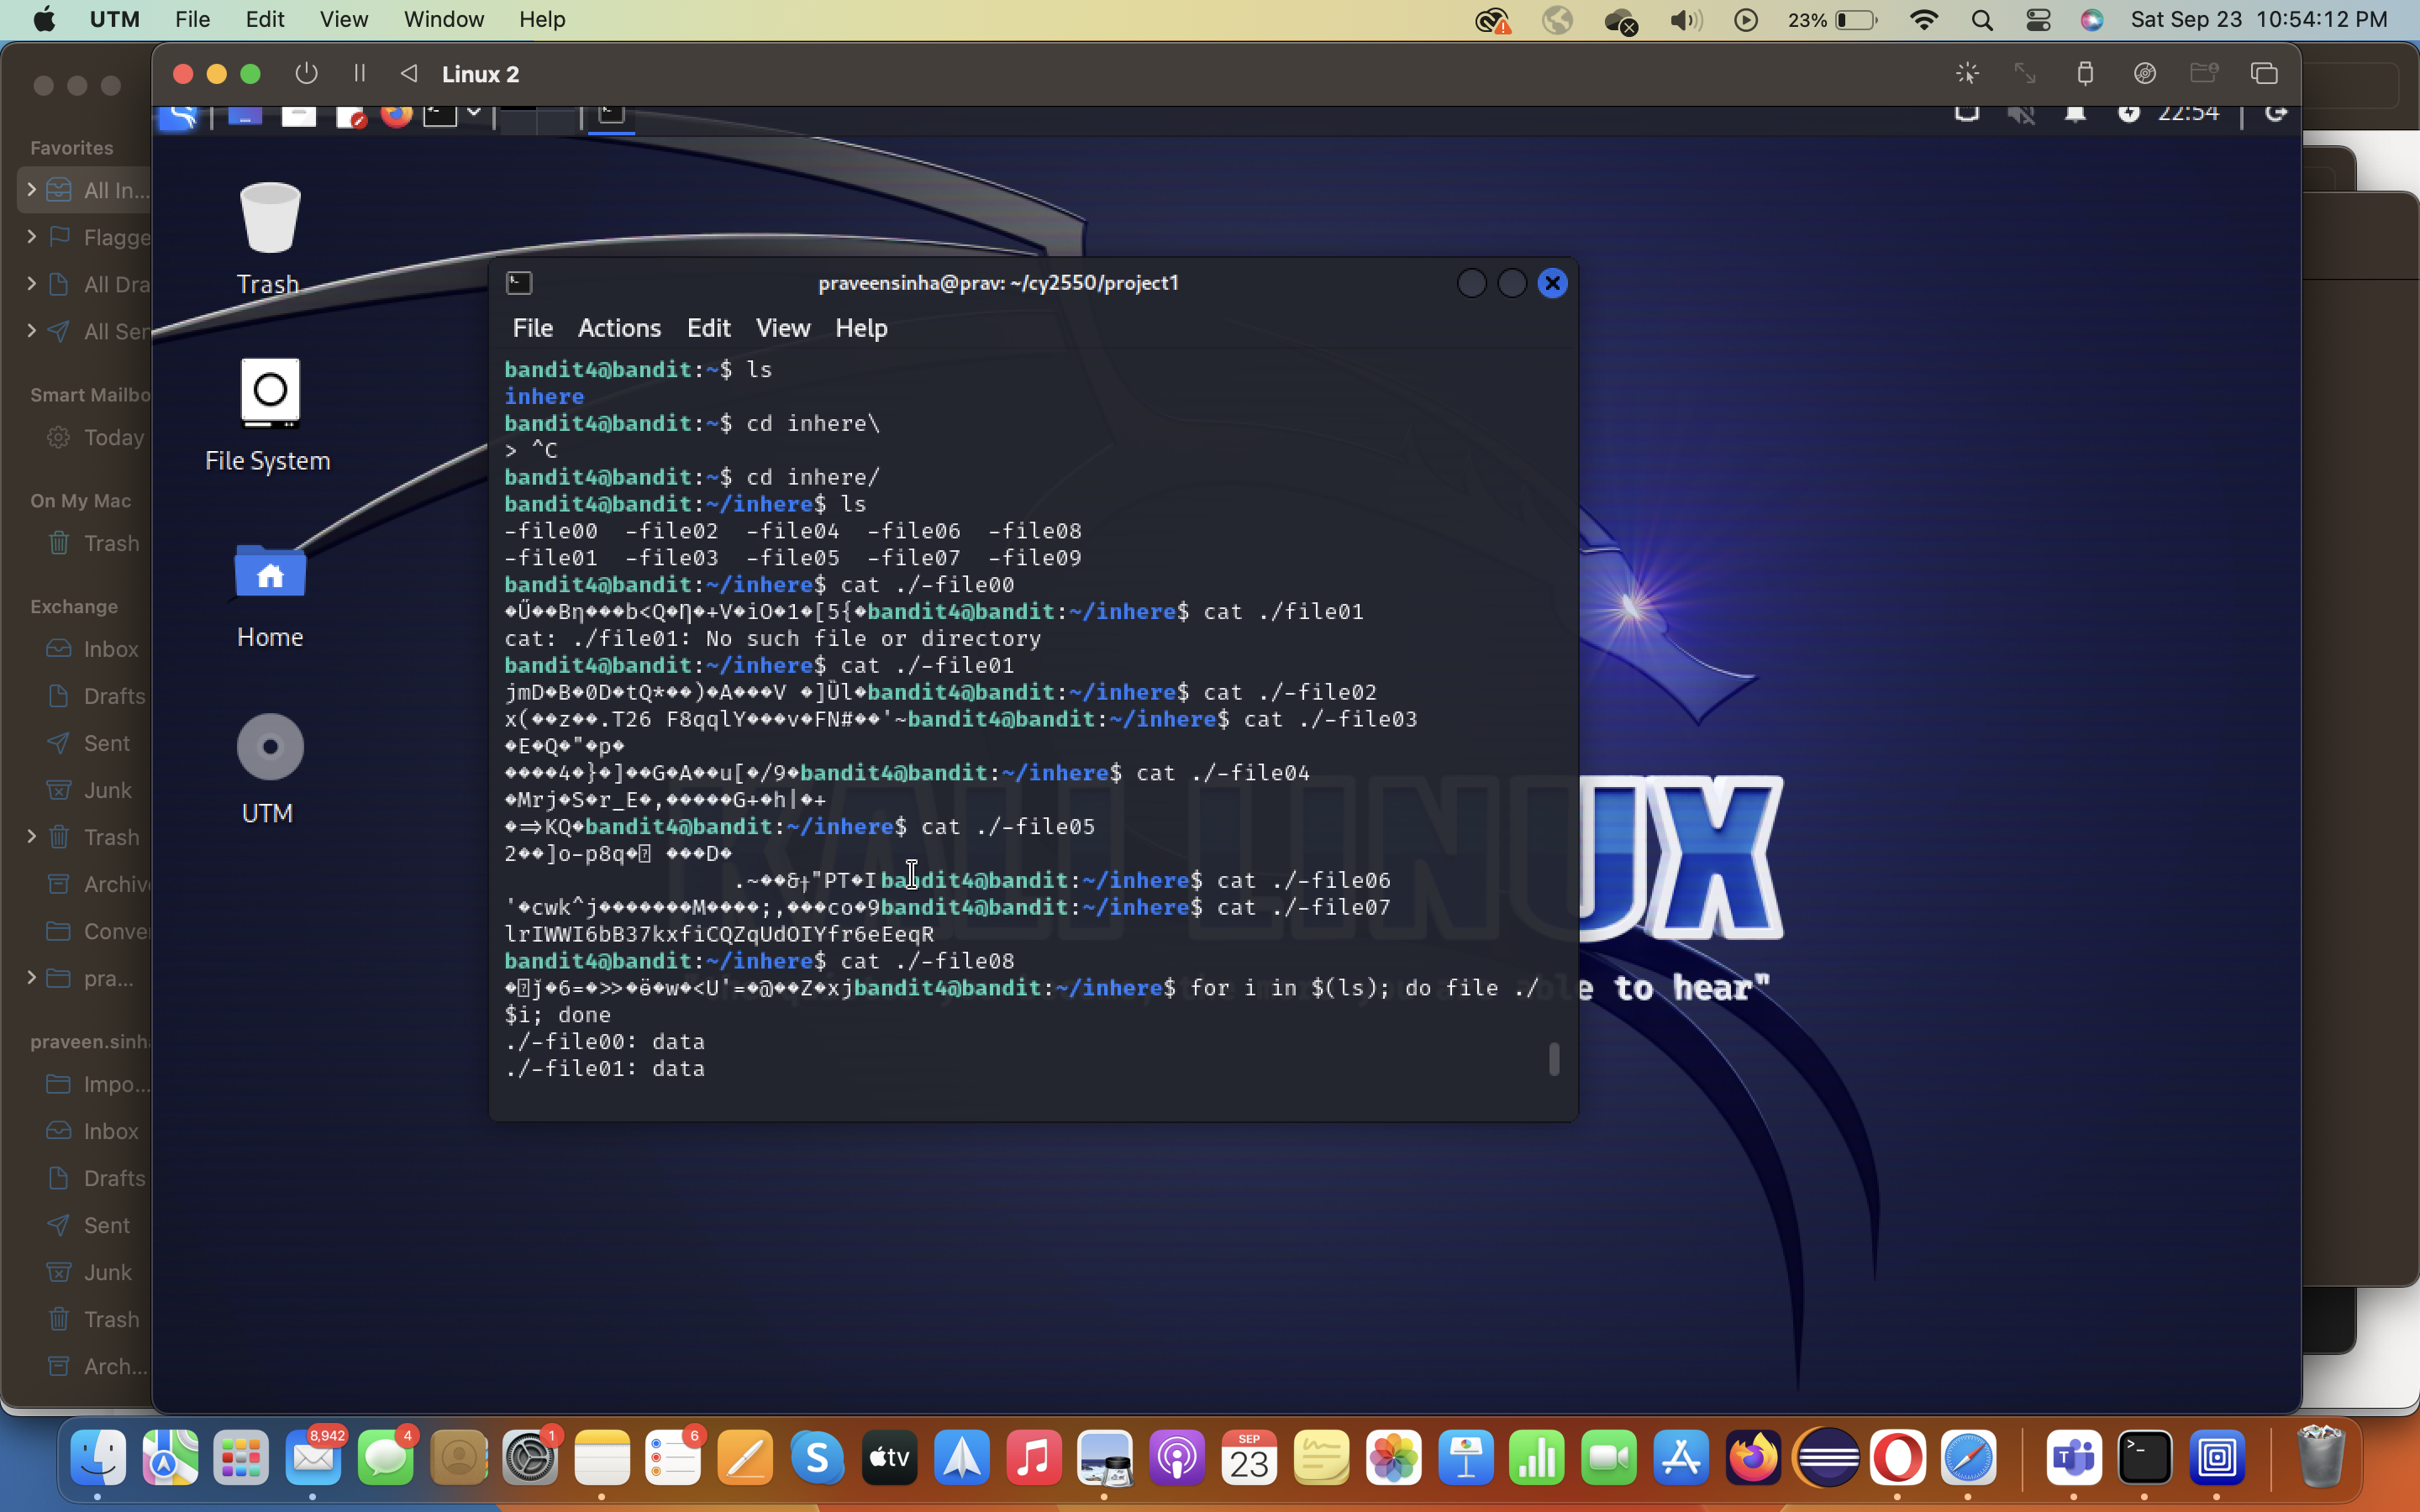 UTM File Edit View Window Help 23% Sat Sep 23 10:54:12 PM
Linux 2
22:54
Favorites
All In...
Flagge
All Dra
All Ser
Smart Mailbo
Today
On My Mac
Trash
Exchange
Inbox
Drafts
Sent
Junk
Trash
Archiv
Conve
pra...
praveen.sinh
Impo...
Inbox
Drafts
Sent
Junk
Trash
Arch...
Trash
File System
Home
UTM
praveensinha@prav: ~/cy2550/project1
File Actions Edit View Help
bandit4@bandit:~$ ls
inhere
bandit4@bandit:~$ cd inhere\
> ^C
bandit4@bandit:~$ cd inhere/
bandit4@bandit:~/inhere$ ls
-file00 -file02 -file04 -file06 -file08
-file01 -file03 -file05 -file07 -file09
bandit4@bandit:~/inhere$ cat ./-file00
�Ű��Bη���b<Q�Ƞ�+V�iO�1�[5{�bandit4@bandit:~/inhere$ cat ./file01
cat: ./file01: No such file or directory
bandit4@bandit:~/inhere$ cat ./-file01
jmD�B�0D�tQ*��)�A���V �]Ȕl�bandit4@bandit:~/inhere$ cat ./-file02
x(��z��.T26 F8qqlY���v�FN#��'~bandit4@bandit:~/inhere$ cat ./-file03
�E�Q�"�p�
����4�}�]��G�A��u[�/9�bandit4@bandit:~/inhere$ cat ./-file04
�Mrj�S�r_E�,�����G+�h|�+
�=>KQ�bandit4@bandit:~/inhere$ cat ./-file05
2��]o-p8q� ���D�
.~��&"PT�Ibandit4@bandit:~/inhere$ cat ./-file06
'�cwk^j�������M����;,���co�9bandit4@bandit:~/inhere$ cat ./-file07
lrIWWI6bB37kxfiCQZqUdOIYfr6eEeqR
bandit4@bandit:~/inhere$ cat ./-file08
�ǰ�6=�>>�ӫ�w�<U'=�@��Z�xjbandit4@bandit:~/inhere$ for i in $(ls); do file ./
$i; done
./-file00: data
./-file01: data
KALI LINUX
e to hear"
8,942
4
1
6
tv
SEP
23